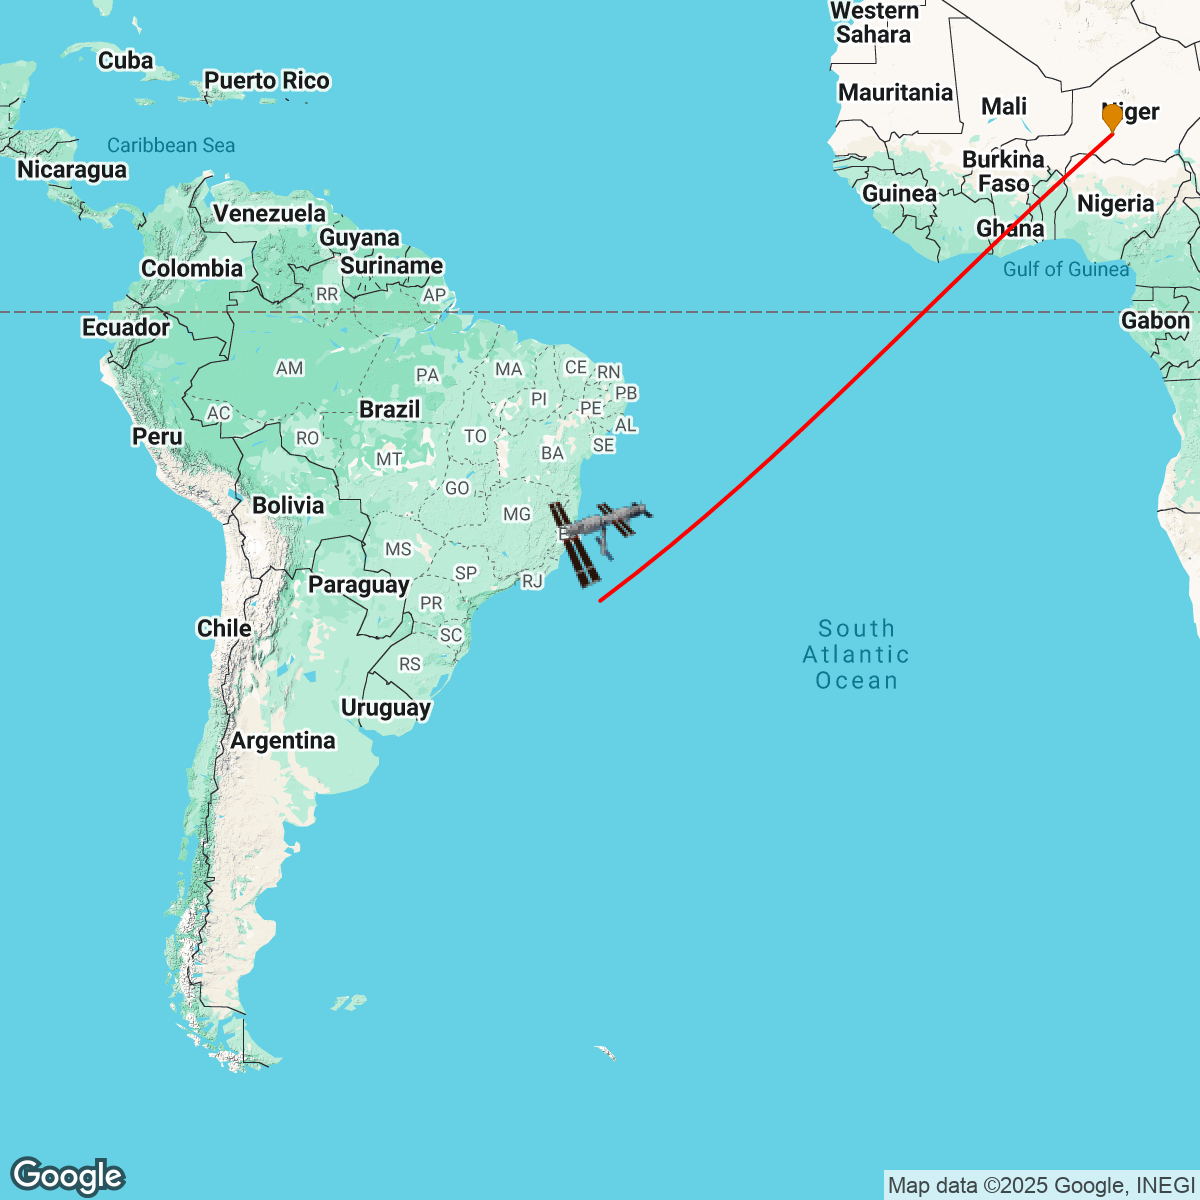 Western
Sahara
Cuba
Puerto Rico
Mauritania
Mali
Niger
Caribbean Sea
Nicaragua
Burkina
Faso
Guinea
Nigeria
Venezuela
Ghana
Guyana
Colombia
Suriname
Gulf of Guinea
RR
AP
Ecuador
Gabon
AM
PA
MA
CE
RN
PI
PB
Brazil
PE
AC
AL
Peru
RO
TO
SE
MT
BA
GO
Bolivia
MG
MS
SP
RJ
Paraguay
PR
Chile
SC
South
Atlantic
Ocean
RS
Uruguay
Argentina
Google
Map data ©2025 Google, INEGI